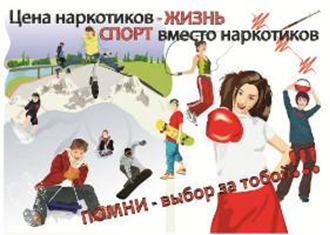 Цена наркотиков - ЖИЗНЬ
СПОРТ вместо наркотиков
ПОМНИ - выбор за тобой...